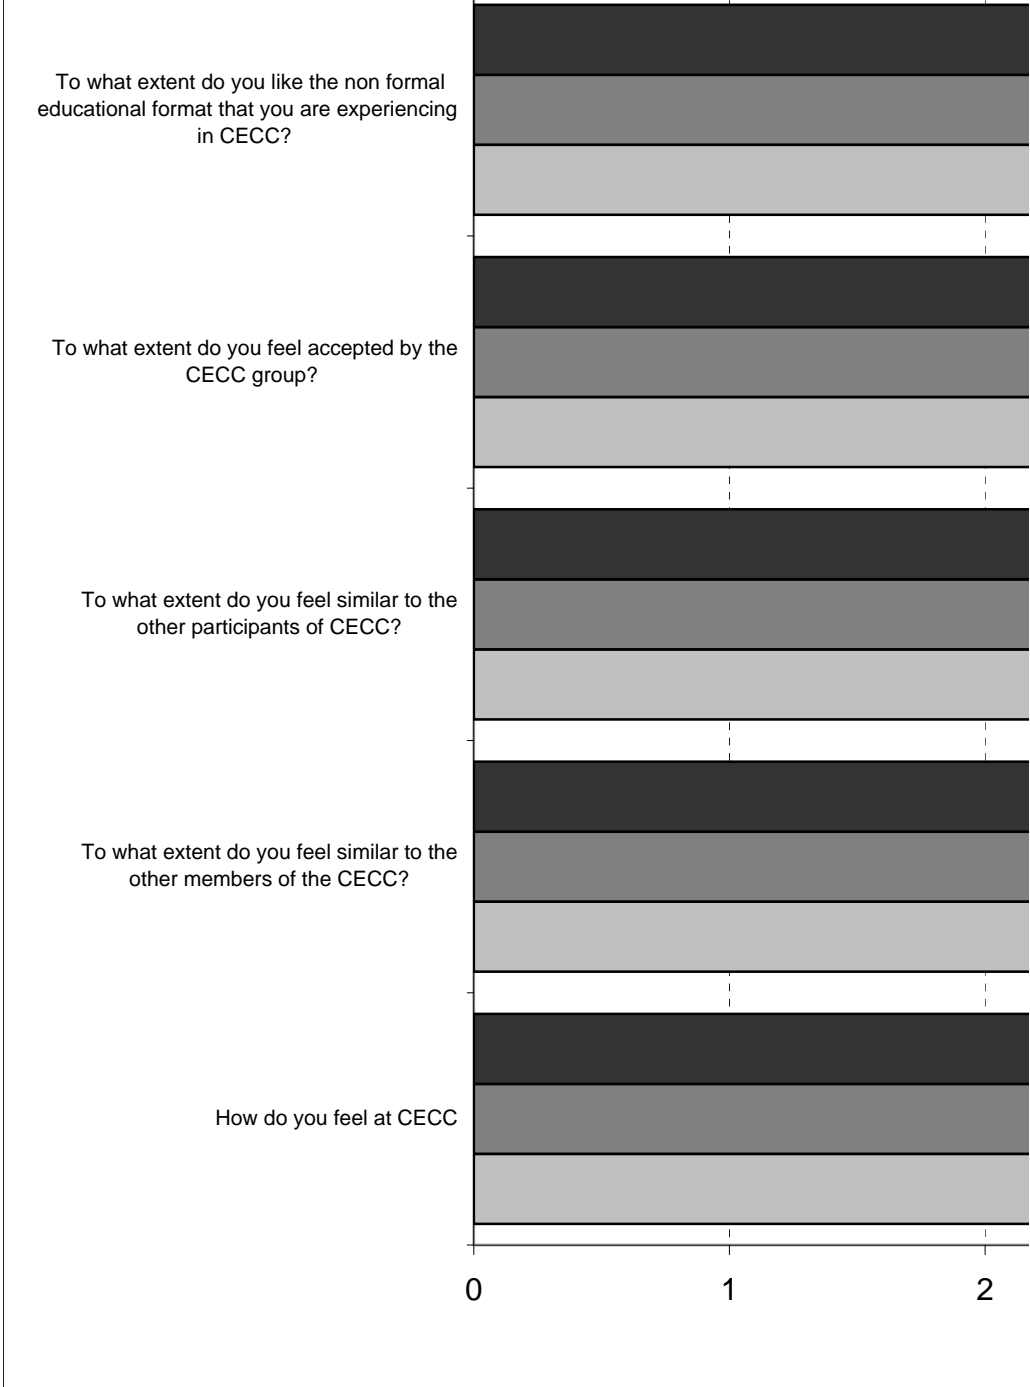 To what extent do you like the non formal
educational format that you are experiencing
in CECC?
To what extent do you feel accepted by the
CECC group?
To what extent do you feel similar to the
other participants of CECC?
To what extent do you feel similar to the
other members of the CECC?
How do you feel at CECC
0 1 2